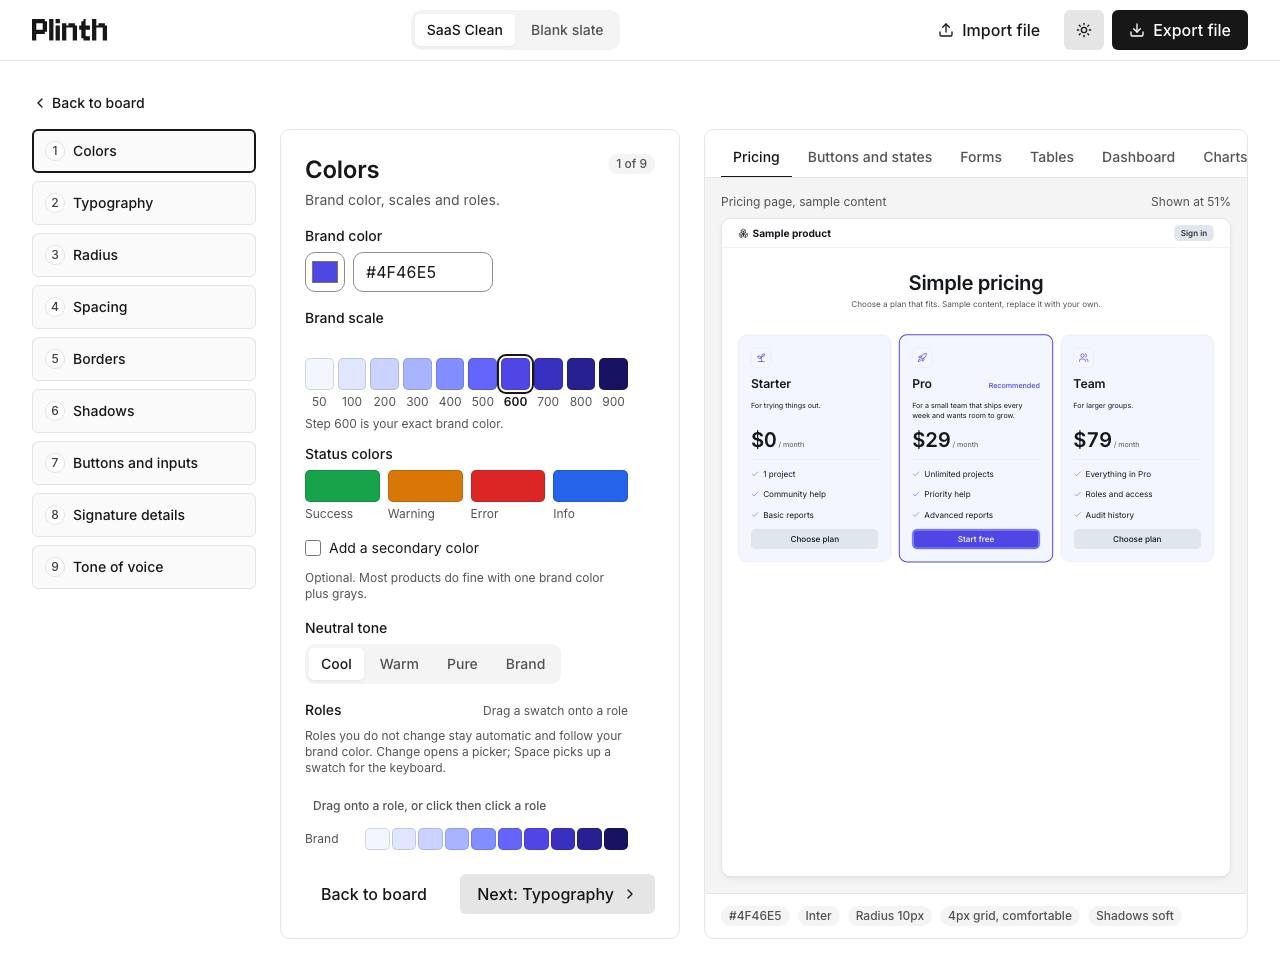 Plinth
SaaS Clean
Blank slate
Import file
Export file
Back to board
1 Colors
2 Typography
3 Radius
4 Spacing
5 Borders
6 Shadows
7 Buttons and inputs
8 Signature details
9 Tone of voice
Colors
1 of 9
Brand color, scales and roles.
Brand color
#4F46E5
Brand scale
50 100 200 300 400 500 600 700 800 900
Step 600 is your exact brand color.
Status colors
Success Warning Error Info
Add a secondary color
Optional. Most products do fine with one brand color
plus grays.
Neutral tone
Cool Warm Pure Brand
Roles
Drag a swatch onto a role
Roles you do not change stay automatic and follow your
brand color. Change opens a picker; Space picks up a
swatch for the keyboard.
Drag onto a role, or click then click a role
Brand
Back to board
Next: Typography
Pricing Buttons and states Forms Tables Dashboard Charts
Pricing page, sample content
Shown at 51%
Sample product
Sign in
Simple pricing
Choose a plan that fits. Sample content, replace it with your own.
Starter
For trying things out.
$0 / month
1 project
Community help
Basic reports
Choose plan
Pro
Recommended
For a small team that ships every
week and wants room to grow.
$29 / month
Unlimited projects
Priority help
Advanced reports
Start free
Team
For larger groups.
$79 / month
Everything in Pro
Roles and access
Audit history
Choose plan
#4F46E5
Inter
Radius 10px
4px grid, comfortable
Shadows soft